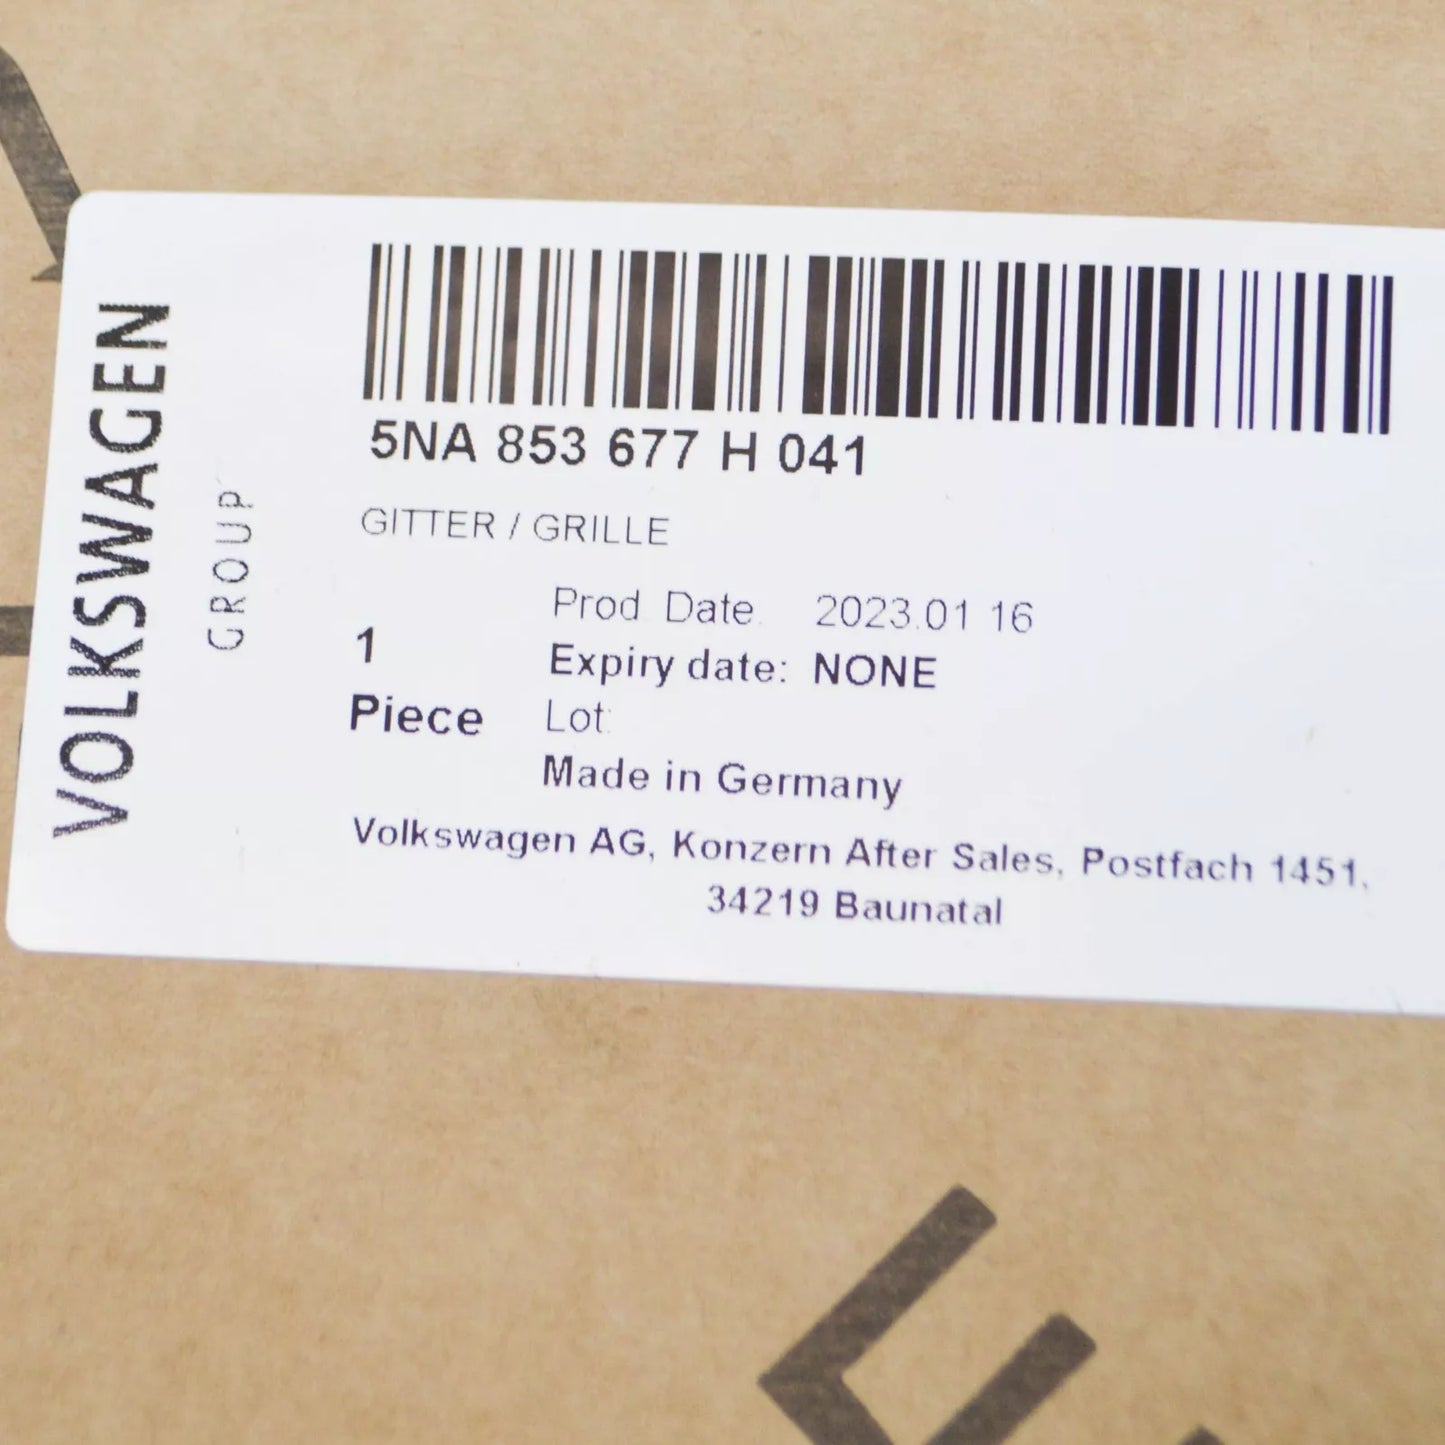 VOLKSWAGEN
GROUP
5NA 853 677 H 041
GITTER / GRILLE
Prod. Date. 2023.01 16
1
Piece
Expiry date: NONE
Lot:
Made in Germany
Volkswagen AG, Konzern After Sales, Postfach 1451,
34219 Baunatal